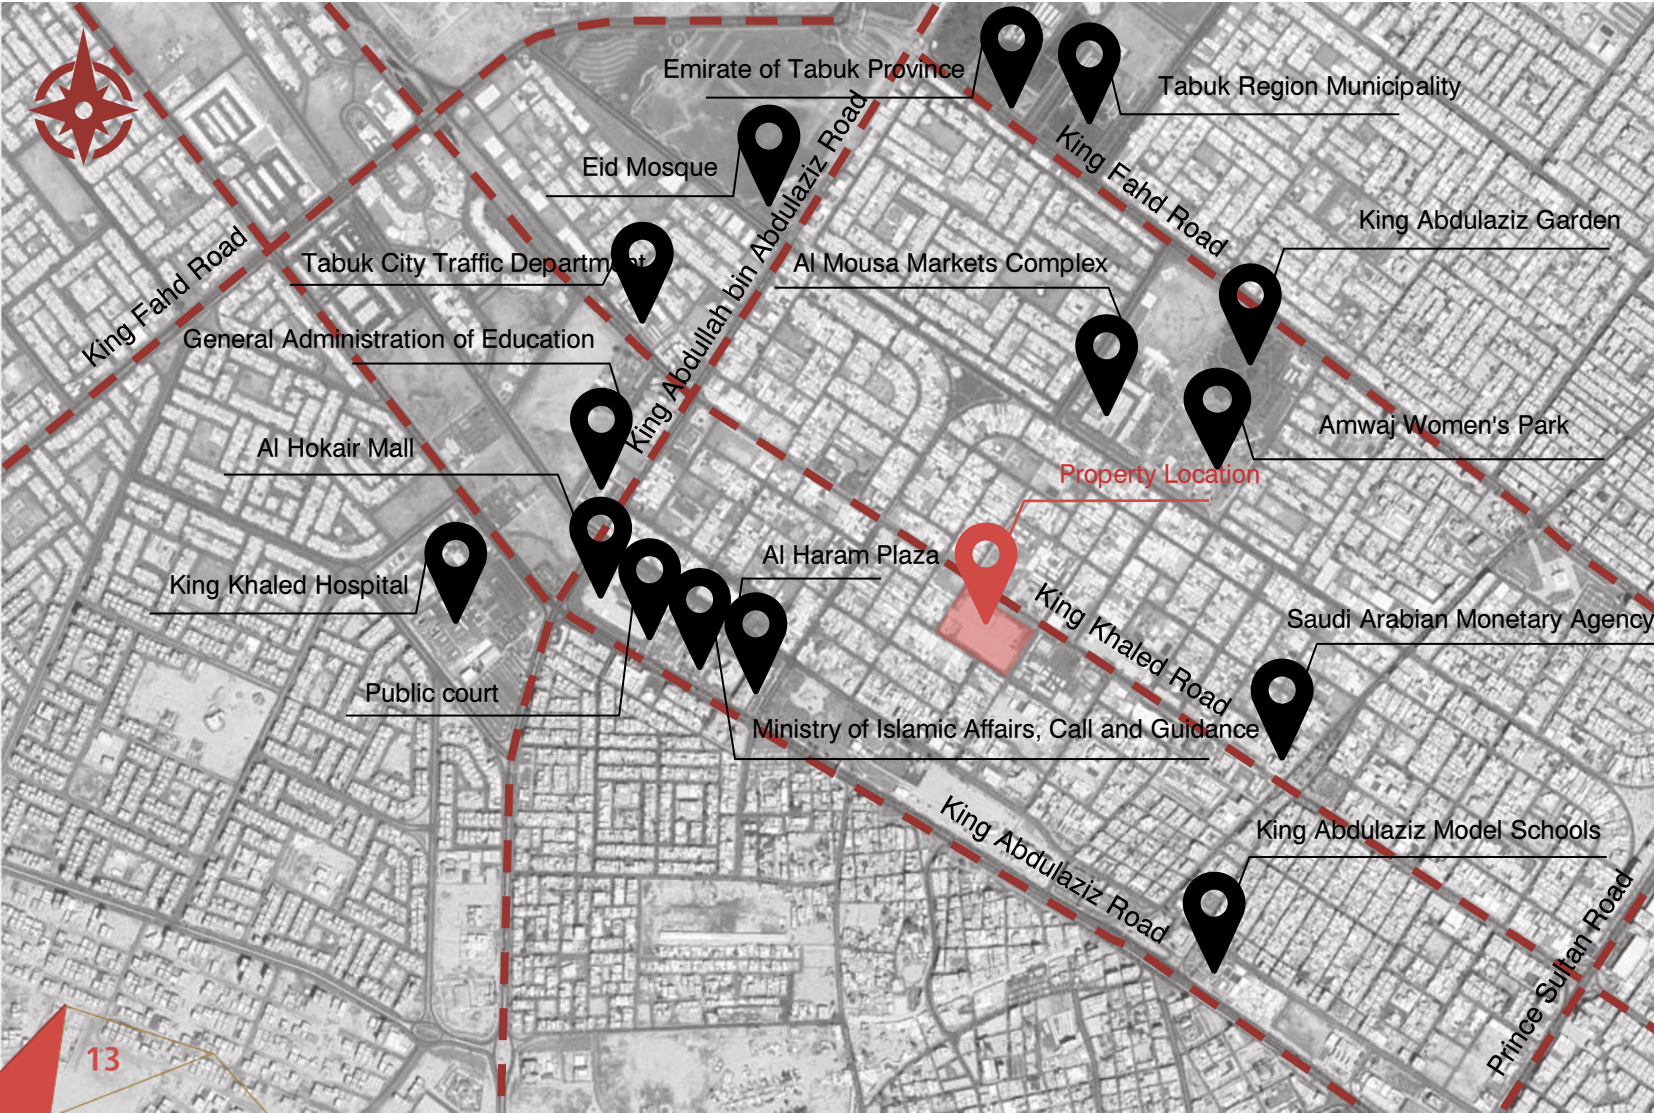 Emirate of Tabuk Province
Tabuk Region Municipality
King Fahd Road
Eid Mosque
King Abdullah bin Abdulaziz Road
King Abdulaziz Garden
King Fahd Road
Tabuk City Traffic Department
Al Mousa Markets Complex
General Administration of Education
Amwaj Women's Park
Al Hokair Mall
Property Location
Al Haram Plaza
King Khaled Hospital
King Khaled Road
Saudi Arabian Monetary Agency
Public court
Ministry of Islamic Affairs, Call and Guidance
King Abdulaziz Road
King Abdulaziz Model Schools
Prince Sultan Road
13